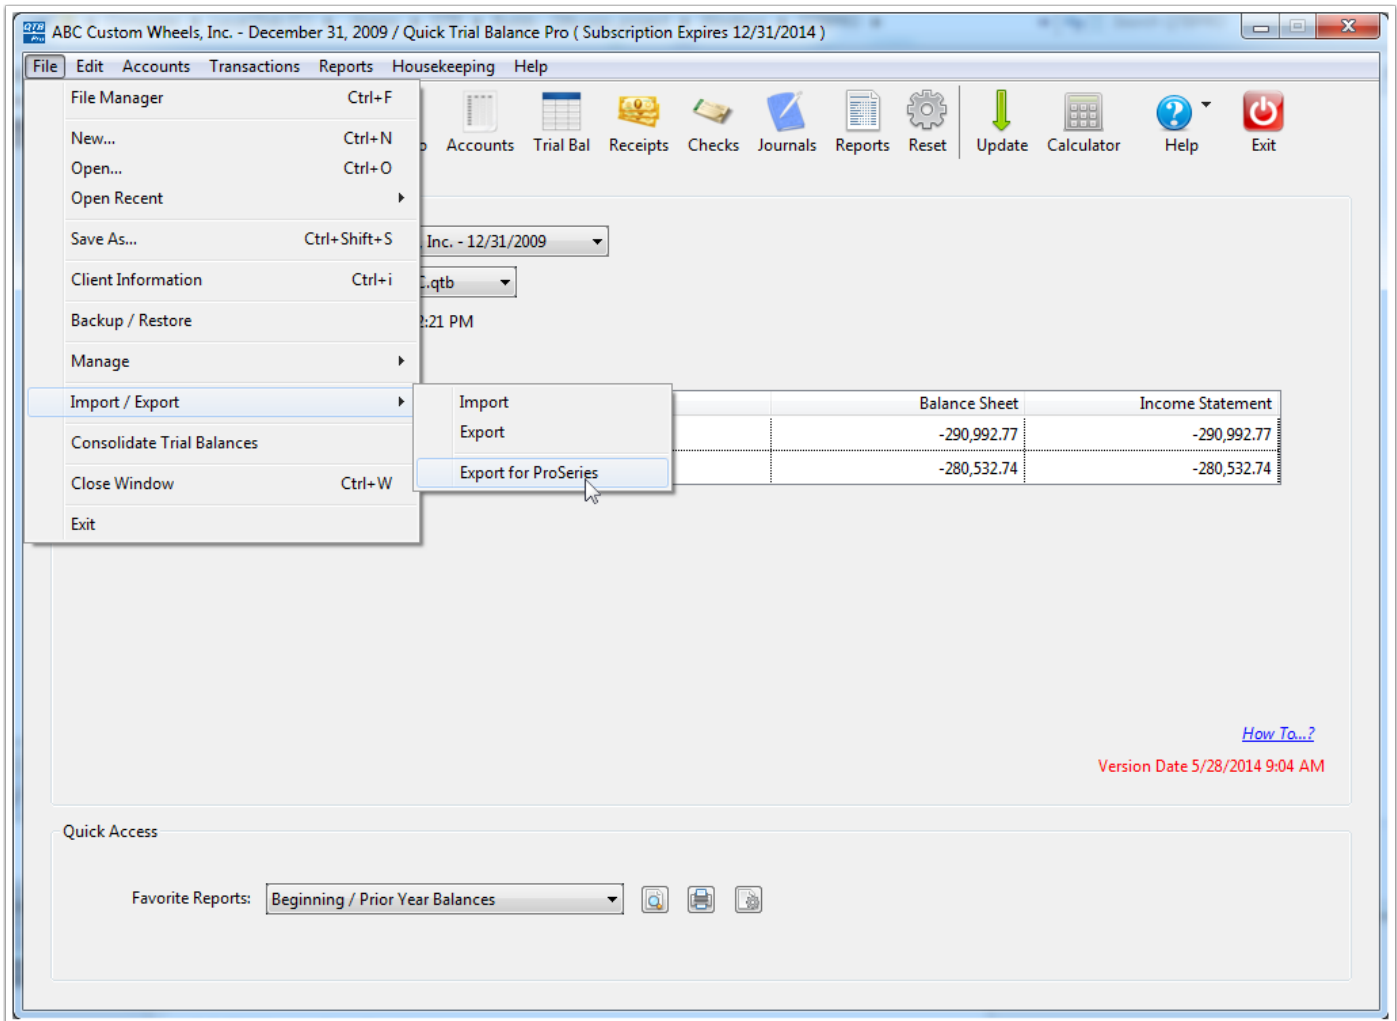 QTB Pro ABC Custom Wheels, Inc. - December 31, 2009 / Quick Trial Balance Pro ( Subscription Expires 12/31/2014 )
File Edit Accounts Transactions Reports Housekeeping Help
File Manager Ctrl+F
New... Ctrl+N
Open... Ctrl+O
Open Recent
Save As... Ctrl+Shift+S
Client Information Ctrl+i
Backup / Restore
Manage
Import / Export
Consolidate Trial Balances
Close Window Ctrl+W
Exit
Import
Export
Export for ProSeries
Accounts Trial Bal Receipts Checks Journals Reports Reset Update Calculator Help Exit
, Inc. - 12/31/2009
.qtb
2:21 PM
Balance Sheet Income Statement
-290,992.77 -290,992.77
-280,532.74 -280,532.74
How To...?
Version Date 5/28/2014 9:04 AM
Quick Access
Favorite Reports: Beginning / Prior Year Balances